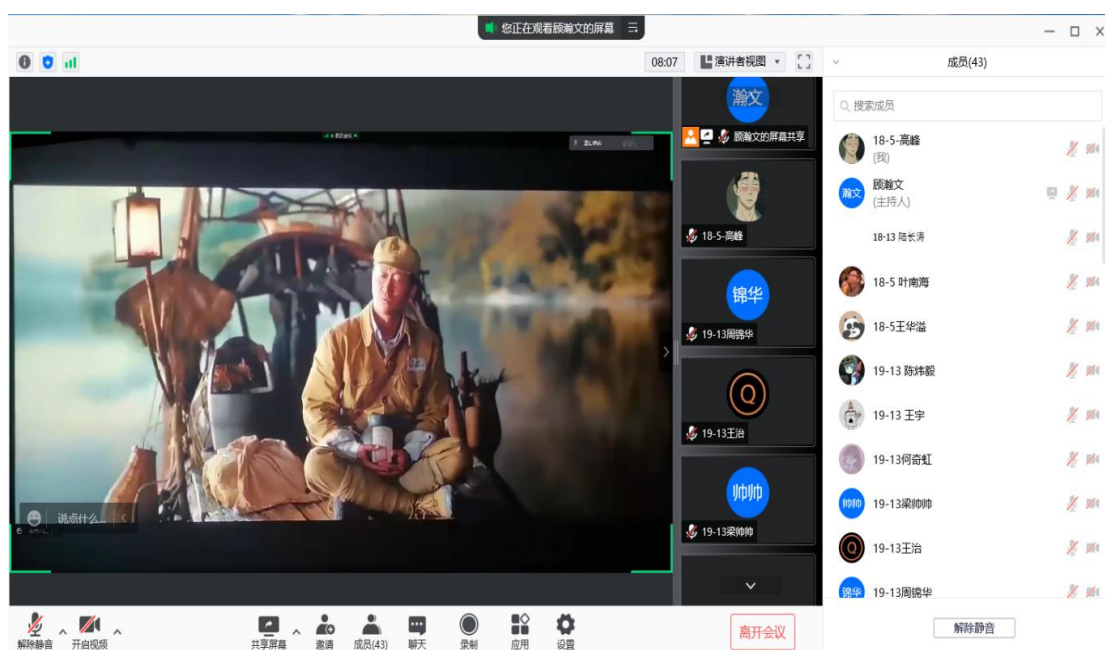 您正在观看顾瀚文的屏幕
08:07
演讲者视图
成员(43)
搜索成员
瀚文
顾瀚文的屏幕共享
18-5-高峰
锦华
19-13周锦华
Q
19-13王治
帅帅
19-13梁帅帅
18-5-高峰
(我)
瀚文
顾瀚文
(主持人)
18-13 陆长涛
18-5 叶南海
18-5王华溢
19-13 陈炜毅
19-13 王宇
19-13何奇虹
帅帅
19-13梁帅帅
Q
19-13王治
锦华
19-13周锦华
说点什么...
解除静音
开启视频
共享屏幕
邀请
成员(43)
聊天
录制
应用
设置
离开会议
解除静音